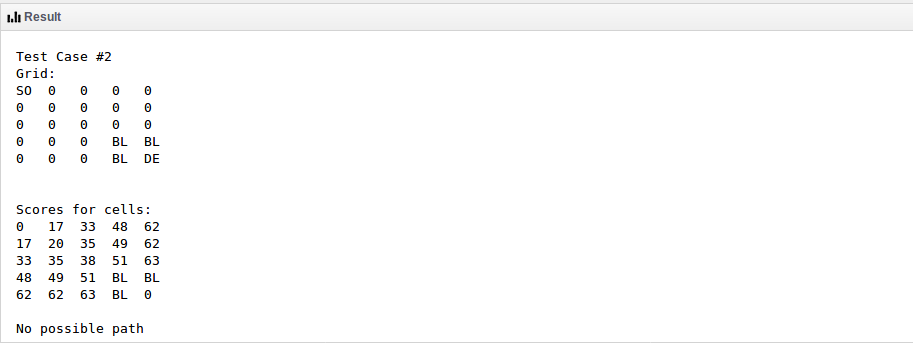 Result
Test Case #2
Grid:
SO 0 0 0 0
0 0 0 0 0
0 0 0 0 0
0 0 0 BL BL
0 0 0 BL DE
Scores for cells:
0 17 33 48 62
17 20 35 49 62
33 35 38 51 63
48 49 51 BL BL
62 62 63 BL 0
No possible path